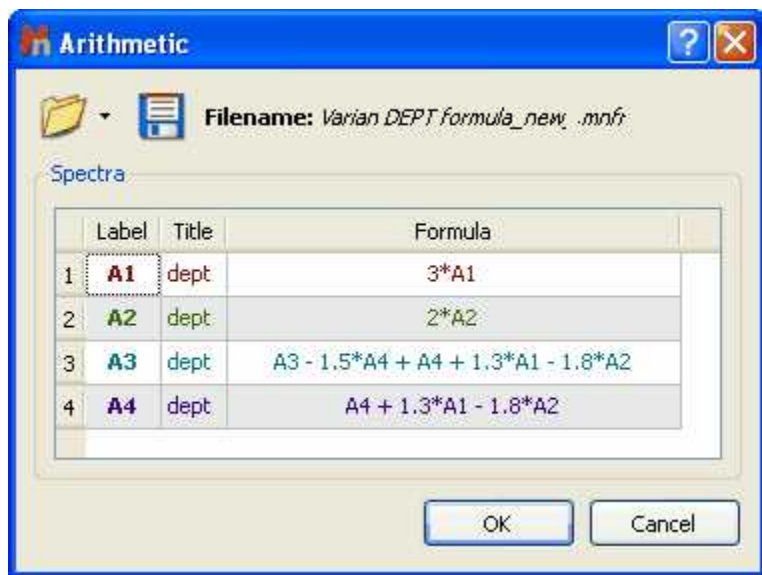 Arithmetic
Filename: Varian DEPT formula_new_ .mnfr
Spectra
Label Title Formula
1 A1 dept 3*A1
2 A2 dept 2*A2
3 A3 dept A3 - 1.5*A4 + A4 + 1.3*A1 - 1.8*A2
4 A4 dept A4 + 1.3*A1 - 1.8*A2
OK Cancel